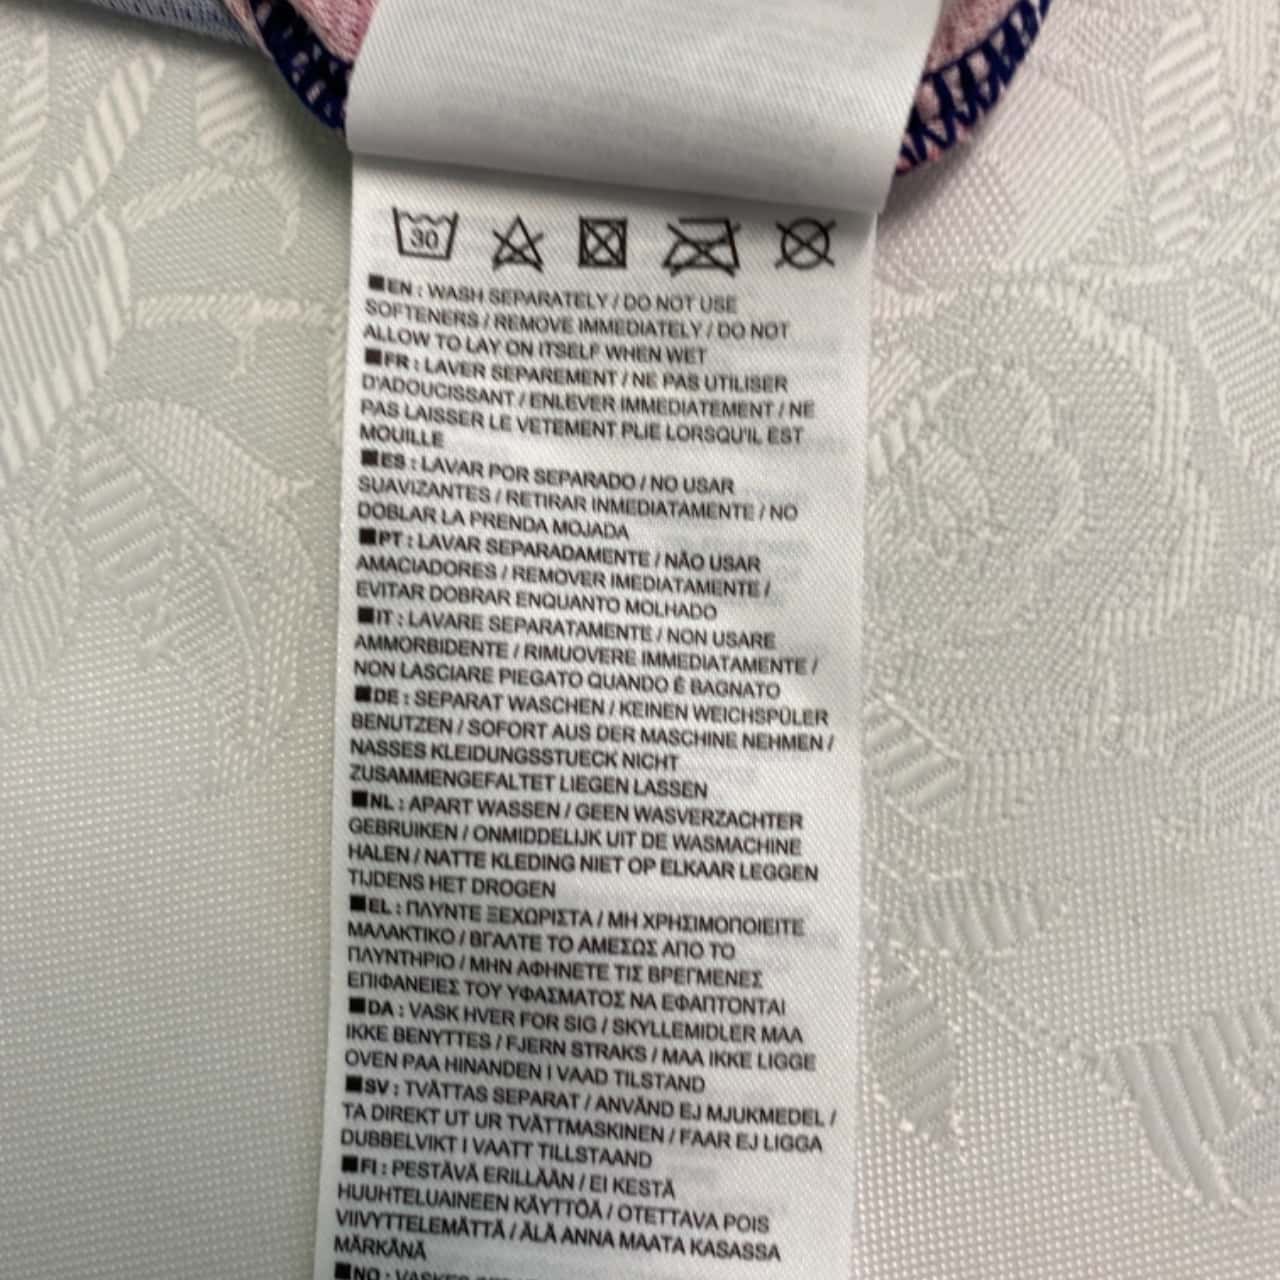 30
■EN : WASH SEPARATELY / DO NOT USE
SOFTENERS / REMOVE IMMEDIATELY / DO NOT
ALLOW TO LAY ON ITSELF WHEN WET
■FR : LAVER SEPAREMENT / NE PAS UTILISER
D'ADOUCISSANT / ENLEVER IMMEDIATEMENT / NE
PAS LAISSER LE VETEMENT PLIE LORSQU'IL EST
MOUILLE
■ES : LAVAR POR SEPARADO / NO USAR
SUAVIZANTES / RETIRAR INMEDIATAMENTE / NO
DOBLAR LA PRENDA MOJADA
■PT : LAVAR SEPARADAMENTE / NÃO USAR
AMACIADORES / REMOVER IMEDIATAMENTE /
EVITAR DOBRAR ENQUANTO MOLHADO
■IT : LAVARE SEPARATAMENTE / NON USARE
AMMORBIDENTE / RIMUOVERE IMMEDIATAMENTE /
NON LASCIARE PIEGATO QUANDO È BAGNATO
■DE : SEPARAT WASCHEN / KEINEN WEICHSPÜLER
BENUTZEN / SOFORT AUS DER MASCHINE NEHMEN /
NASSES KLEIDUNGSSTUECK NICHT
ZUSAMMENGEFALTET LIEGEN LASSEN
■NL : APART WASSEN / GEEN WASVERZACHTER
GEBRUIKEN / ONMIDDELIJK UIT DE WASMACHINE
HALEN / NATTE KLEDING NIET OP ELKAAR LEGGEN
TIJDENS HET DROGEN
■EL : ΠΛΥΝΤΕ ΞΕΧΩΡΙΣΤΑ / ΜΗ ΧΡΗΣΙΜΟΠΟΙΕΙΤΕ
ΜΑΛΑΚΤΙΚΟ / ΒΓΑΛΤΕ ΤΟ ΑΜΕΣΩΣ ΑΠΟ ΤΟ
ΠΛΥΝΤΗΡΙΟ / ΜΗΝ ΑΦΗΝΕΤΕ ΤΙΣ ΒΡΕΓΜΕΝΕΣ
ΕΠΙΦΑΝΕΙΕΣ ΤΟΥ ΥΦΑΣΜΑΤΟΣ ΝΑ ΕΦΑΠΤΟΝΤΑΙ
■DA : VASK HVER FOR SIG / SKYLLEMIDLER MAA
IKKE BENYTTES / FJERN STRAKS / MAA IKKE LIGGE
OVEN PAA HINANDEN I VAAD TILSTAND
■SV : TVÄTTAS SEPARAT / ANVÄND EJ MJUKMEDEL /
TA DIREKT UT UR TVÄTTMASKINEN / FAAR EJ LIGGA
DUBBELVIKT I VAATT TILLSTAAND
■FI : PESTÄVÄ ERILLÄÄN / EI KESTÄ
HUUHTELUAINEEN KÄYTTÖÄ / OTETTAVA POIS
VIIVYTTELEMÄTTÄ / ÄLÄ ANNA MAATA KASASSA
MÄRKÄNÄ
■NO : VASKES